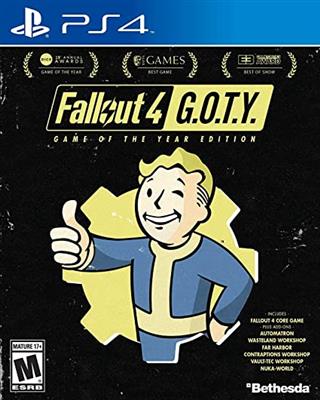 PS4
D.I.C.E.
AWARDS
GAME OF THE YEAR
GAMES
BEST GAME
BEST OF SHOW
Fallout 4 G.O.T.Y.
GAME OF THE YEAR EDITION
- INCLUDES -
FALLOUT 4 CORE GAME
- PLUS ADD-ONS -
AUTOMATRON
WASTELAND WORKSHOP
FAR HARBOR
CONTRAPTIONS WORKSHOP
VAULT-TEC WORKSHOP
NUKA-WORLD
MATURE 17+
M
ESRB
Bethesda